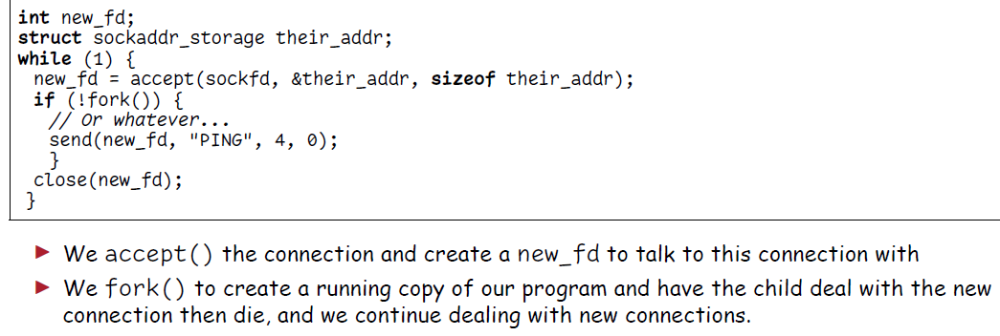 int new_fd;
struct sockaddr_storage their_addr;
while (1) {
new_fd = accept(sockfd, &their_addr, sizeof their_addr);
if (!fork()) {
// Or whatever...
send(new_fd, "PING", 4, 0);
}
close(new_fd);
}
► We accept() the connection and create a new_fd to talk to this connection with
► We fork() to create a running copy of our program and have the child deal with the new
connection then die, and we continue dealing with new connections.